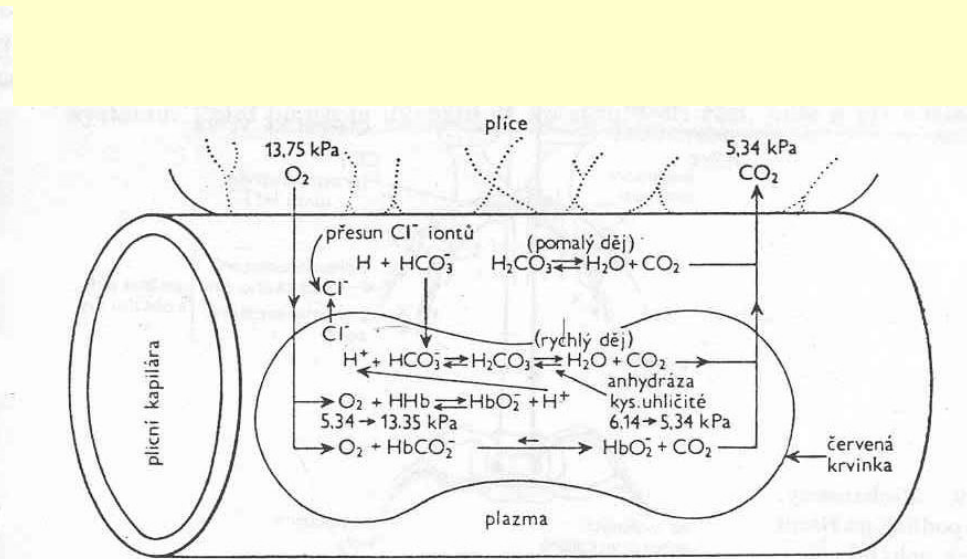 plíce
13,75 kPa
O₂
5,34 kPa
CO₂
přesun Cl⁻ iontů
(pomalý děj)
H + HCO₃⁻
H₂CO₃ ⇌ H₂O + CO₂
Cl⁻
Cl⁻
(rychlý děj)
H⁺ + HCO₃⁻ ⇌ H₂CO₃ ⇌ H₂O + CO₂
anhydráza
kys.uhličité
O₂ + HHb ⇌ HbO₂⁻ + H⁺
5,34 → 13,35 kPa
6,14 → 5,34 kPa
O₂ + HbCO₂⁻ ← → HbO₂⁻ + CO₂
červená
krvinka
plazma
plicní kapilára